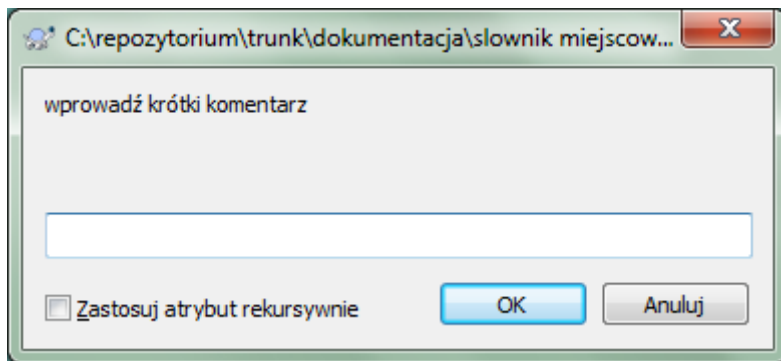 C:\repozytorium\trunk\dokumentacja\slownik miejscow...
wprowadź krótki komentarz
Zastosuj atrybut rekursywnie OK Anuluj